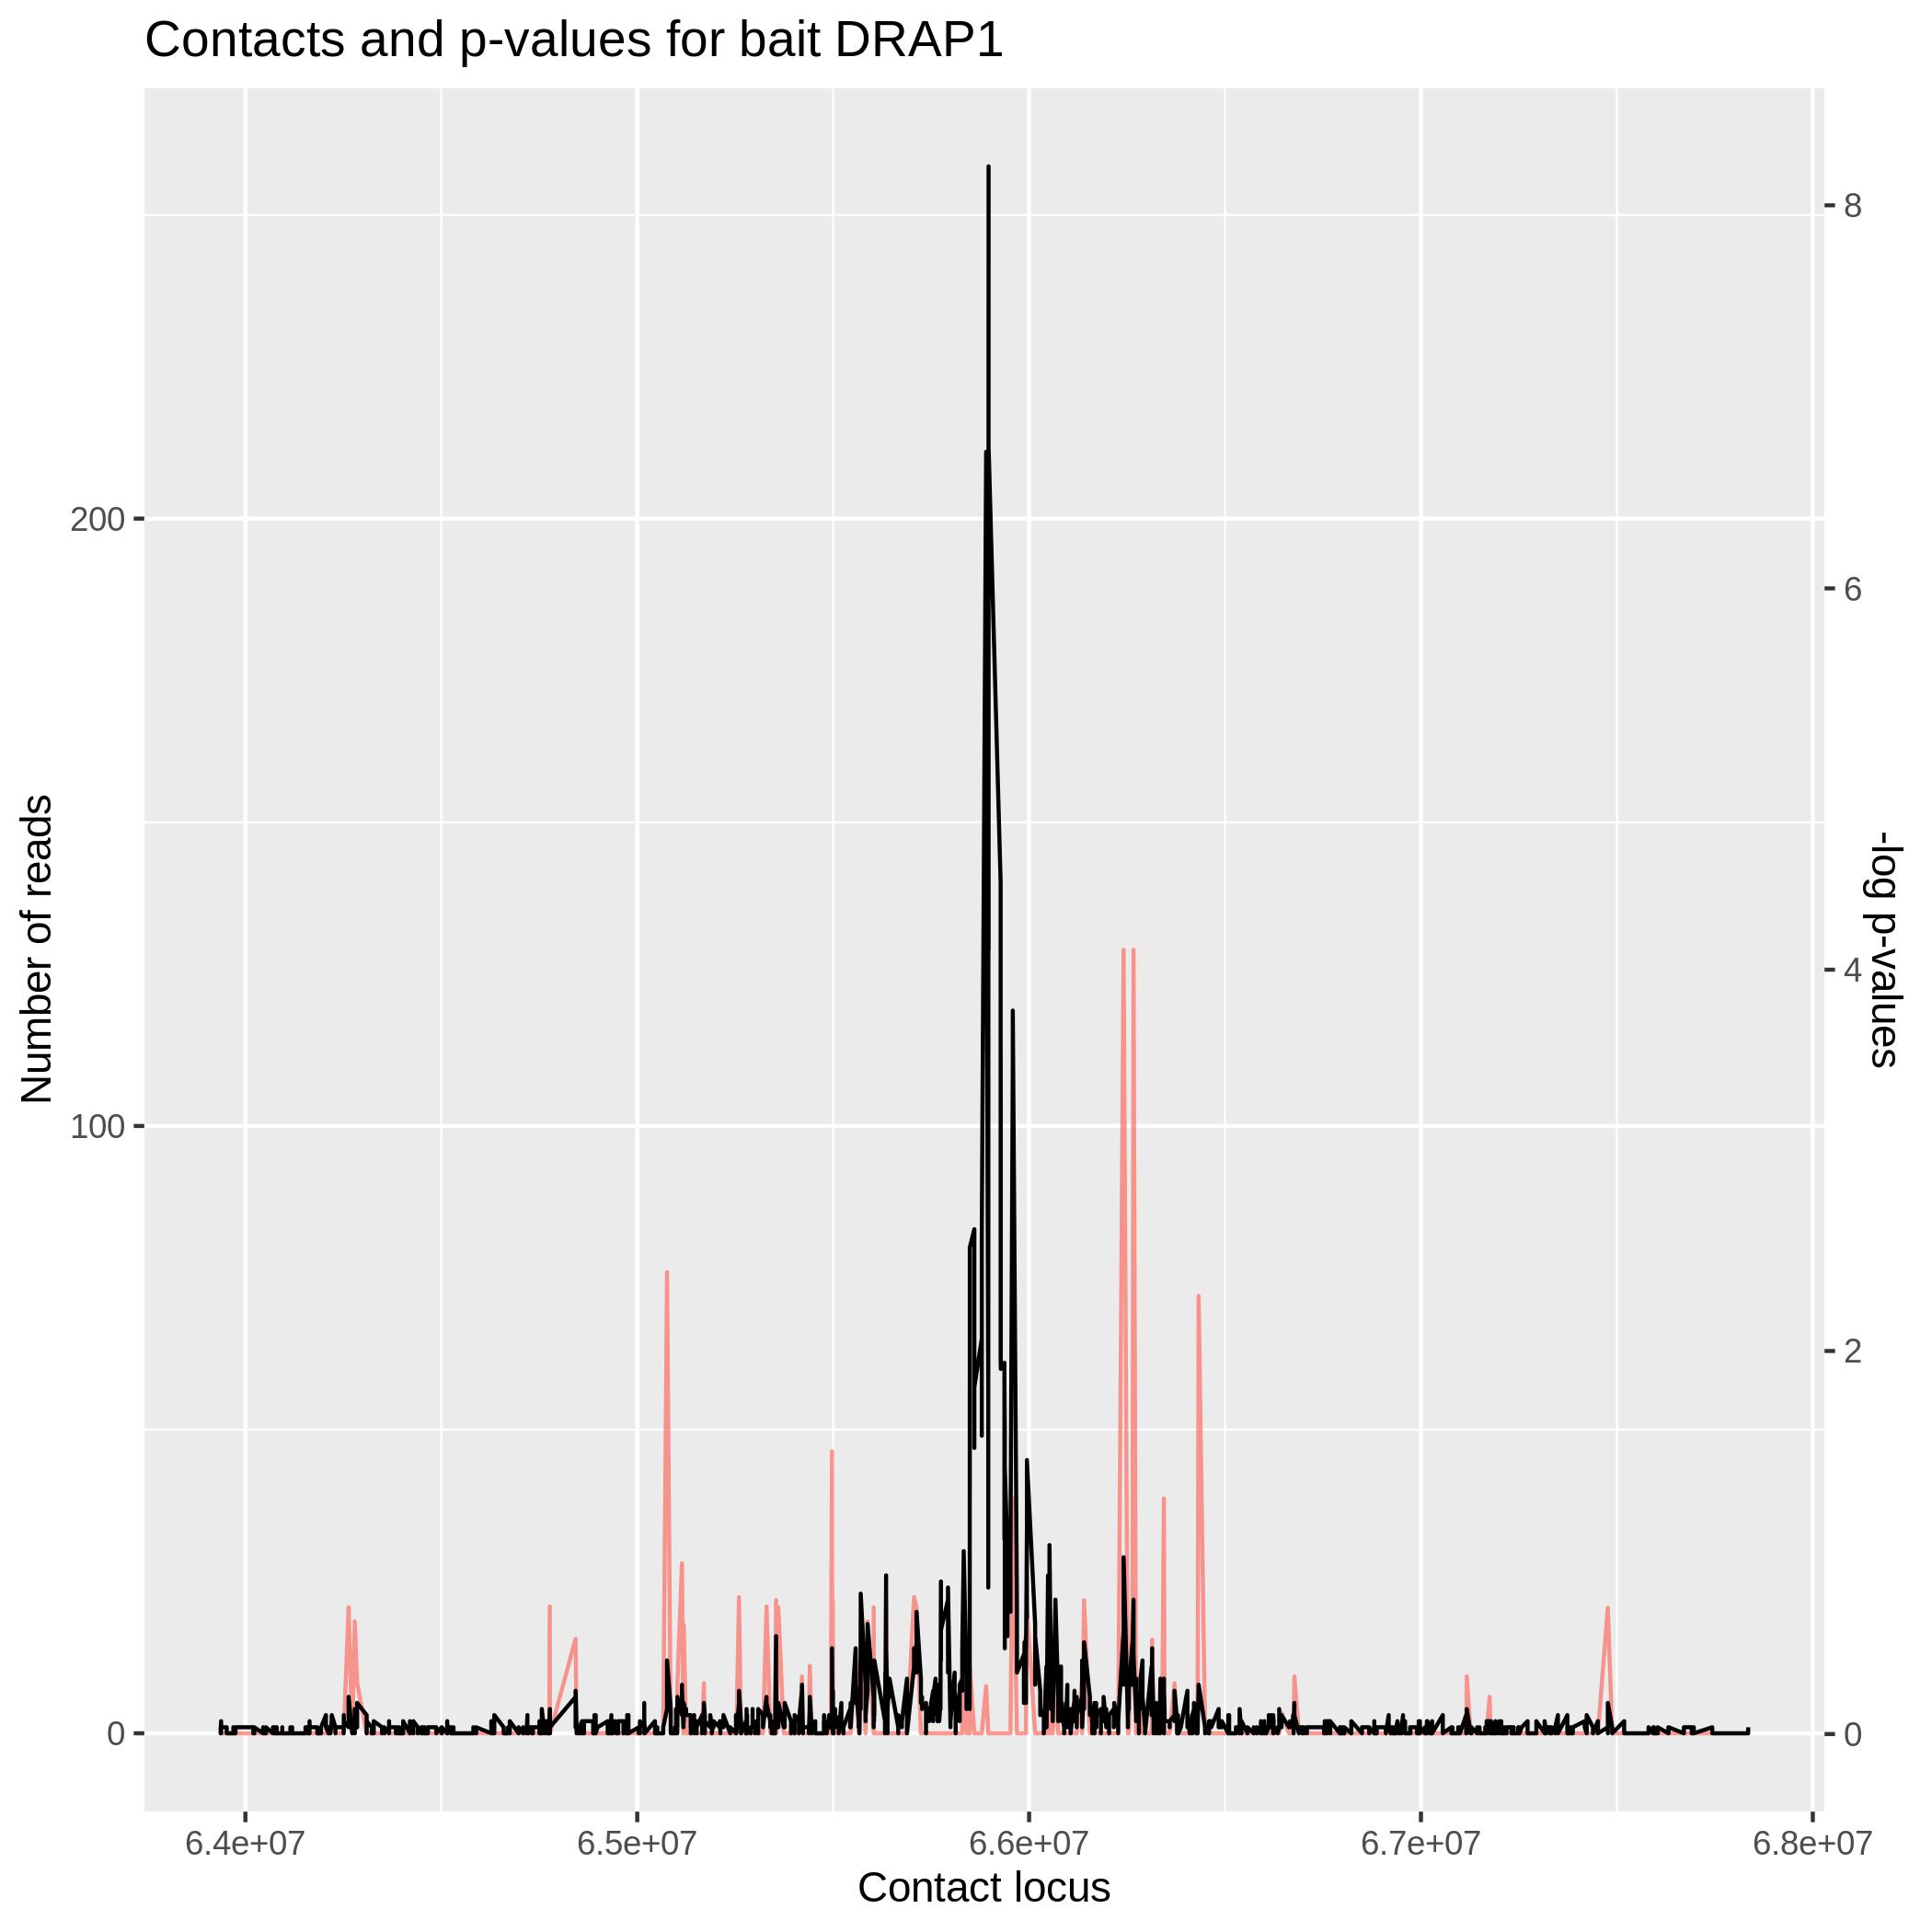 Contacts and p-values for bait DRAP1
Number of reads
200
100
0
8
6
4
2
0
-log p-values
6.4e+07
6.5e+07
6.6e+07
6.7e+07
6.8e+07
Contact locus